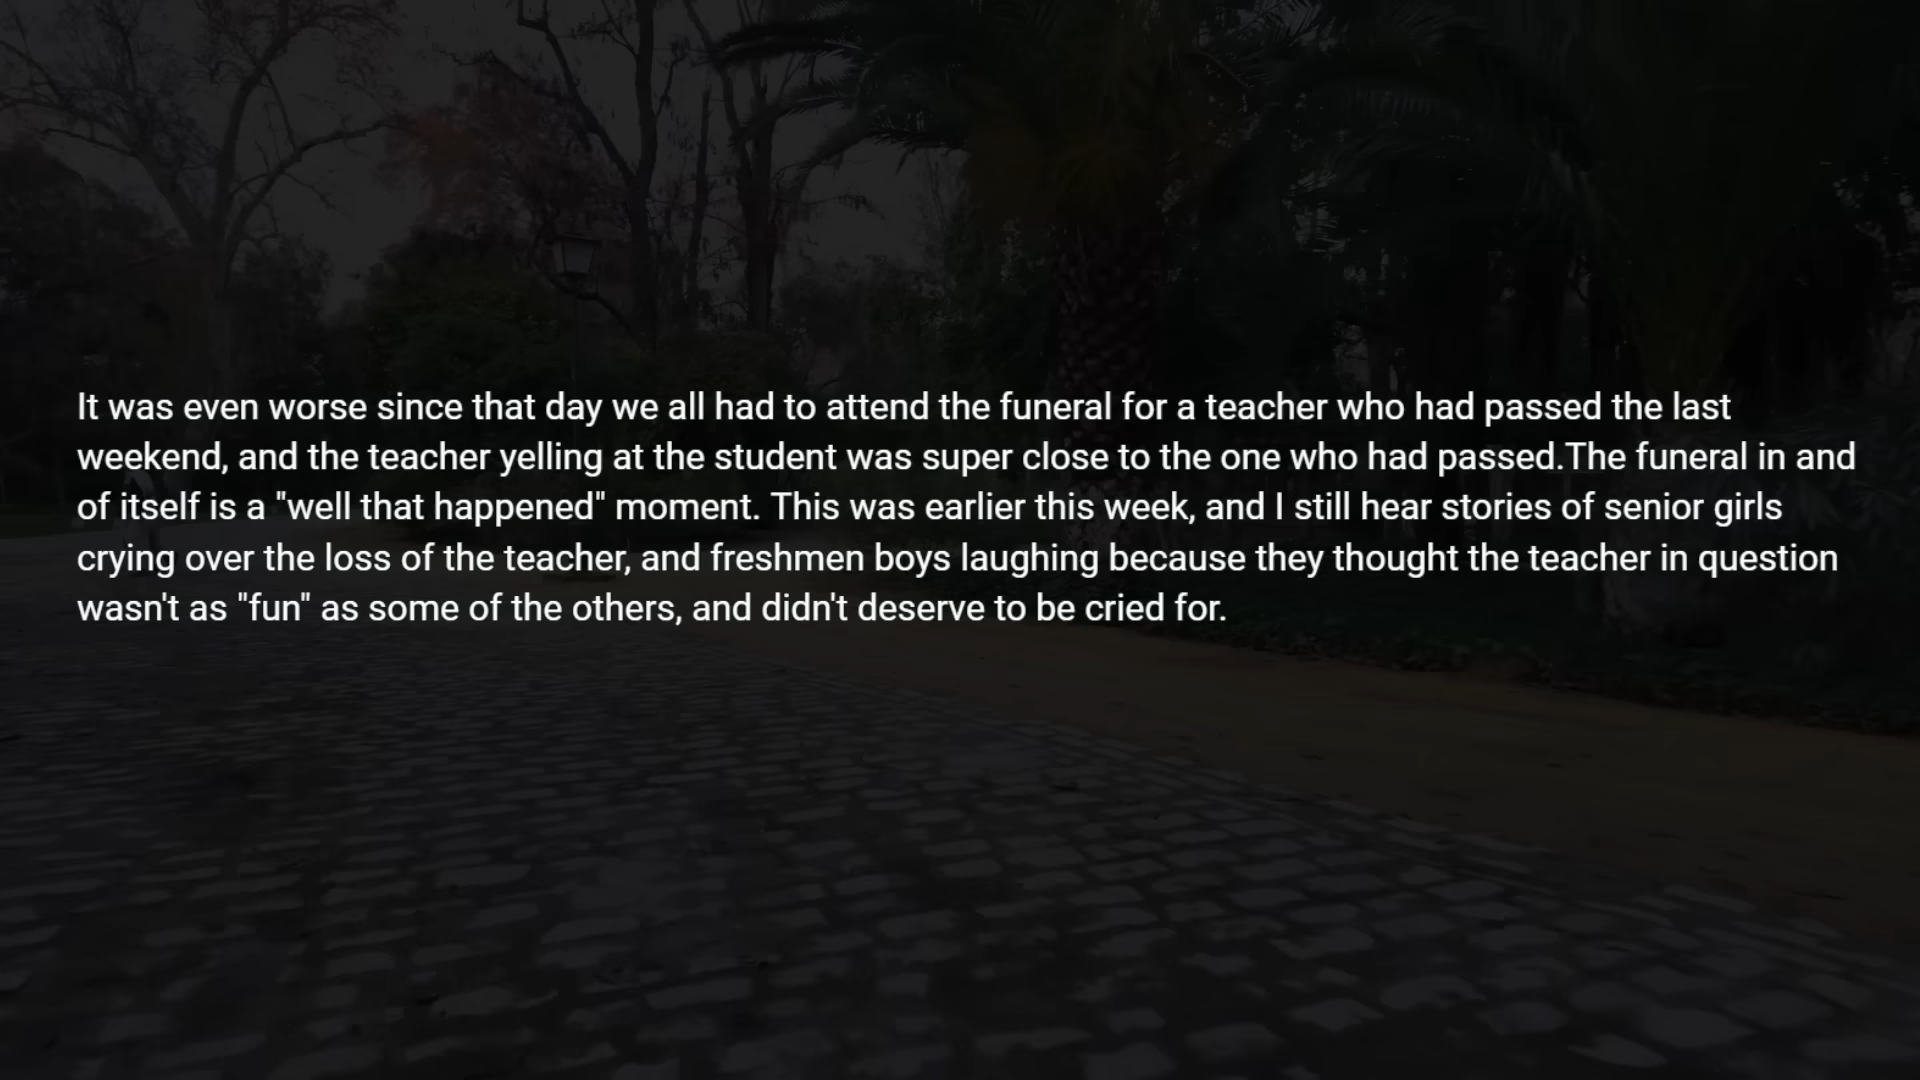 It was even worse since that day we all had to attend the funeral for a teacher who had passed the last
weekend, and the teacher yelling at the student was super close to the one who had passed.The funeral in and
of itself is a "well that happened" moment. This was earlier this week, and I still hear stories of senior girls
crying over the loss of the teacher, and freshmen boys laughing because they thought the teacher in question
wasn't as "fun" as some of the others, and didn't deserve to be cried for.